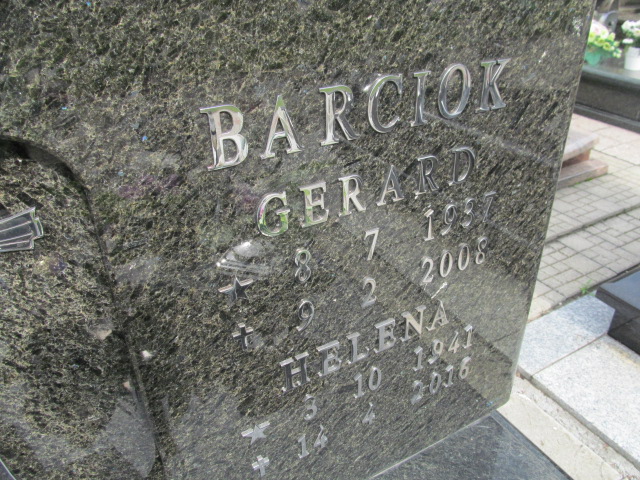 BARCIOK
GERARD
8 7 1937
9 2 2008
HELENA
3 10 1941
14 4 2016